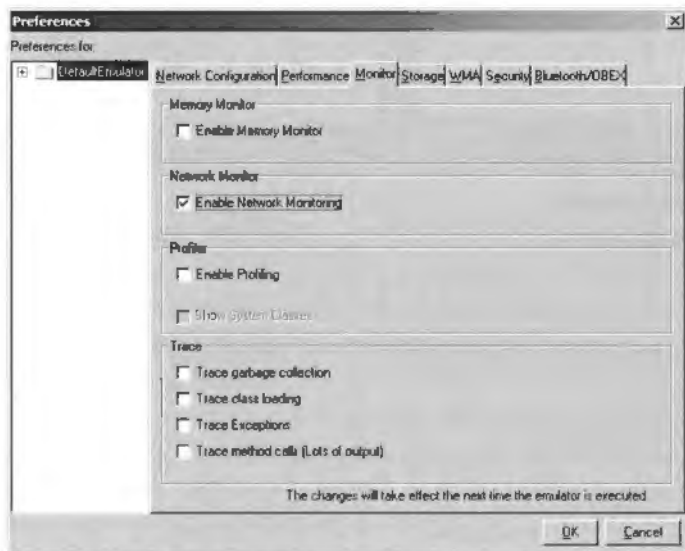 Preferences
Preferences for:
DefaultEmulator
Network Configuration Performance Monitor Storage WMA Security Bluetooth/OBEX
Memory Monitor
Enable Memory Monitor
Network Monitor
Enable Network Monitoring
Profiler
Enable Profiling
Show System Classes
Trace
Trace garbage collection
Trace class loading
Trace Exceptions
Trace method calls (Lots of output)
The changes will take effect the next time the emulator is executed
OK Cancel